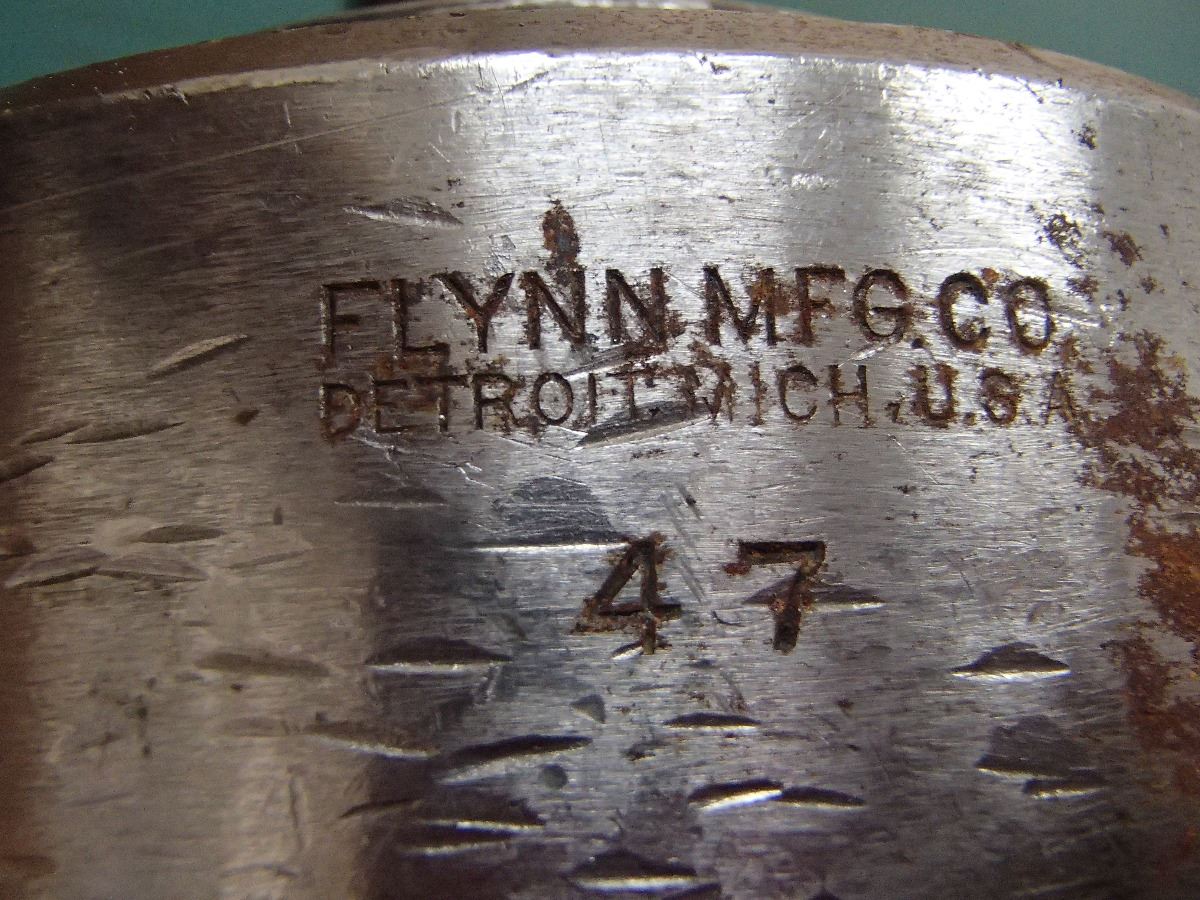 FLYNN MFG. CO
DETROIT, MICH., U.S.A
47